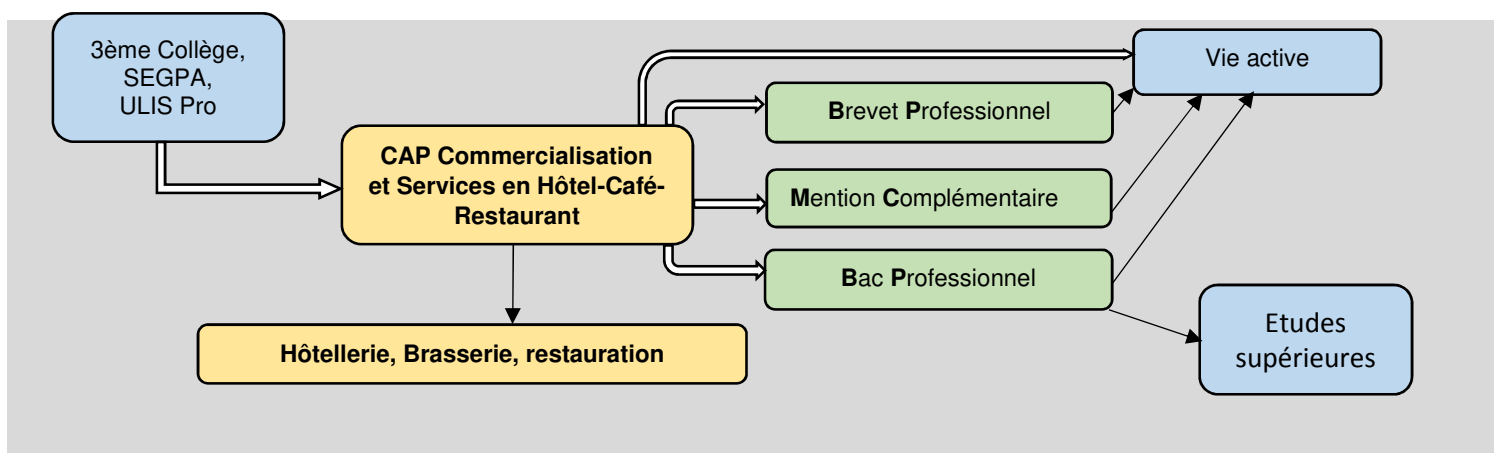 3ème Collège,
SEGPA,
ULIS Pro
Vie active
Brevet Professionnel
CAP Commercialisation
et Services en Hôtel-Café-
Restaurant
Mention Complémentaire
Bac Professionnel
Hôtellerie, Brasserie, restauration
Etudes
supérieures